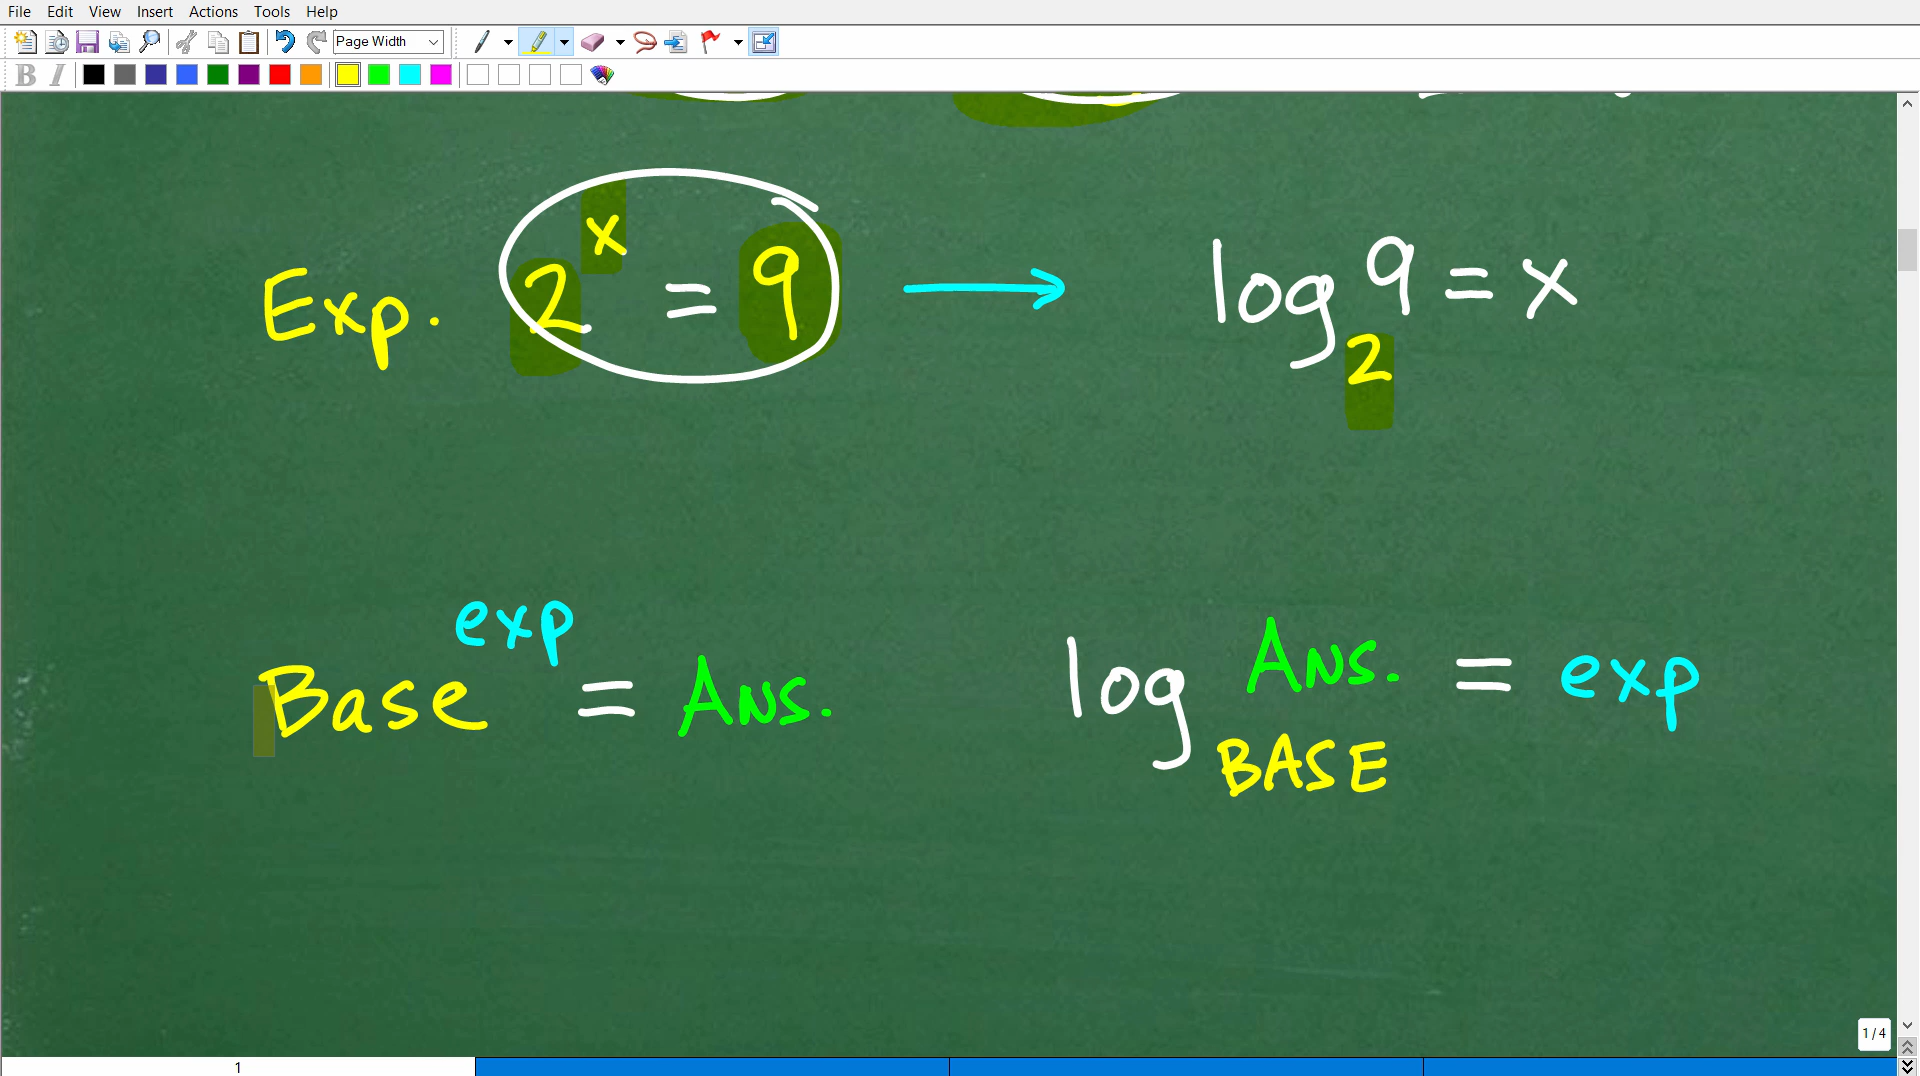 File Edit View Insert Actions Tools Help
Page Width
B I
Exp. 2^x = 9 → log_2 9 = x
Base^exp = Ans. log_BASE Ans. = exp
1 / 4
1